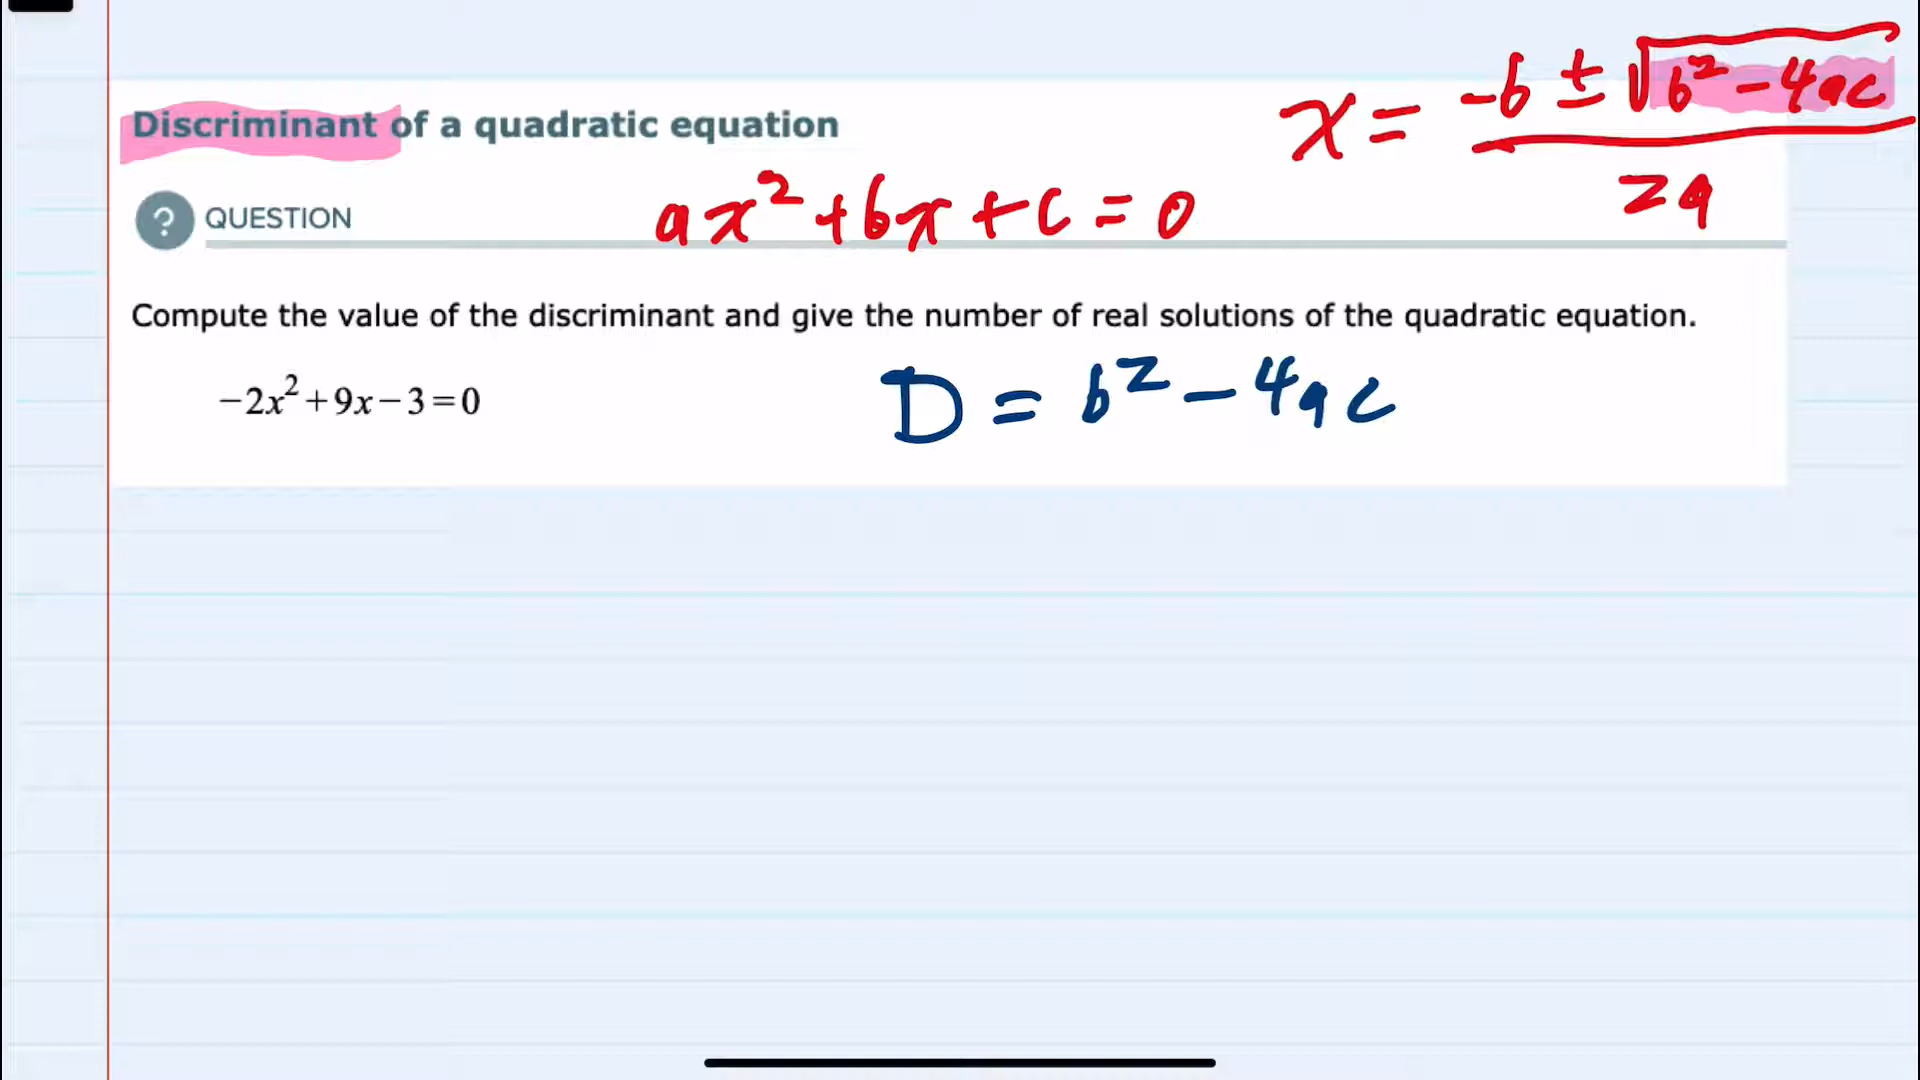 Discriminant of a quadratic equation
x = -b ± √b² - 4ac / 2a
? QUESTION
ax² + bx + c = 0
Compute the value of the discriminant and give the number of real solutions of the quadratic equation.
−2x² + 9x − 3 = 0
D = b² - 4ac